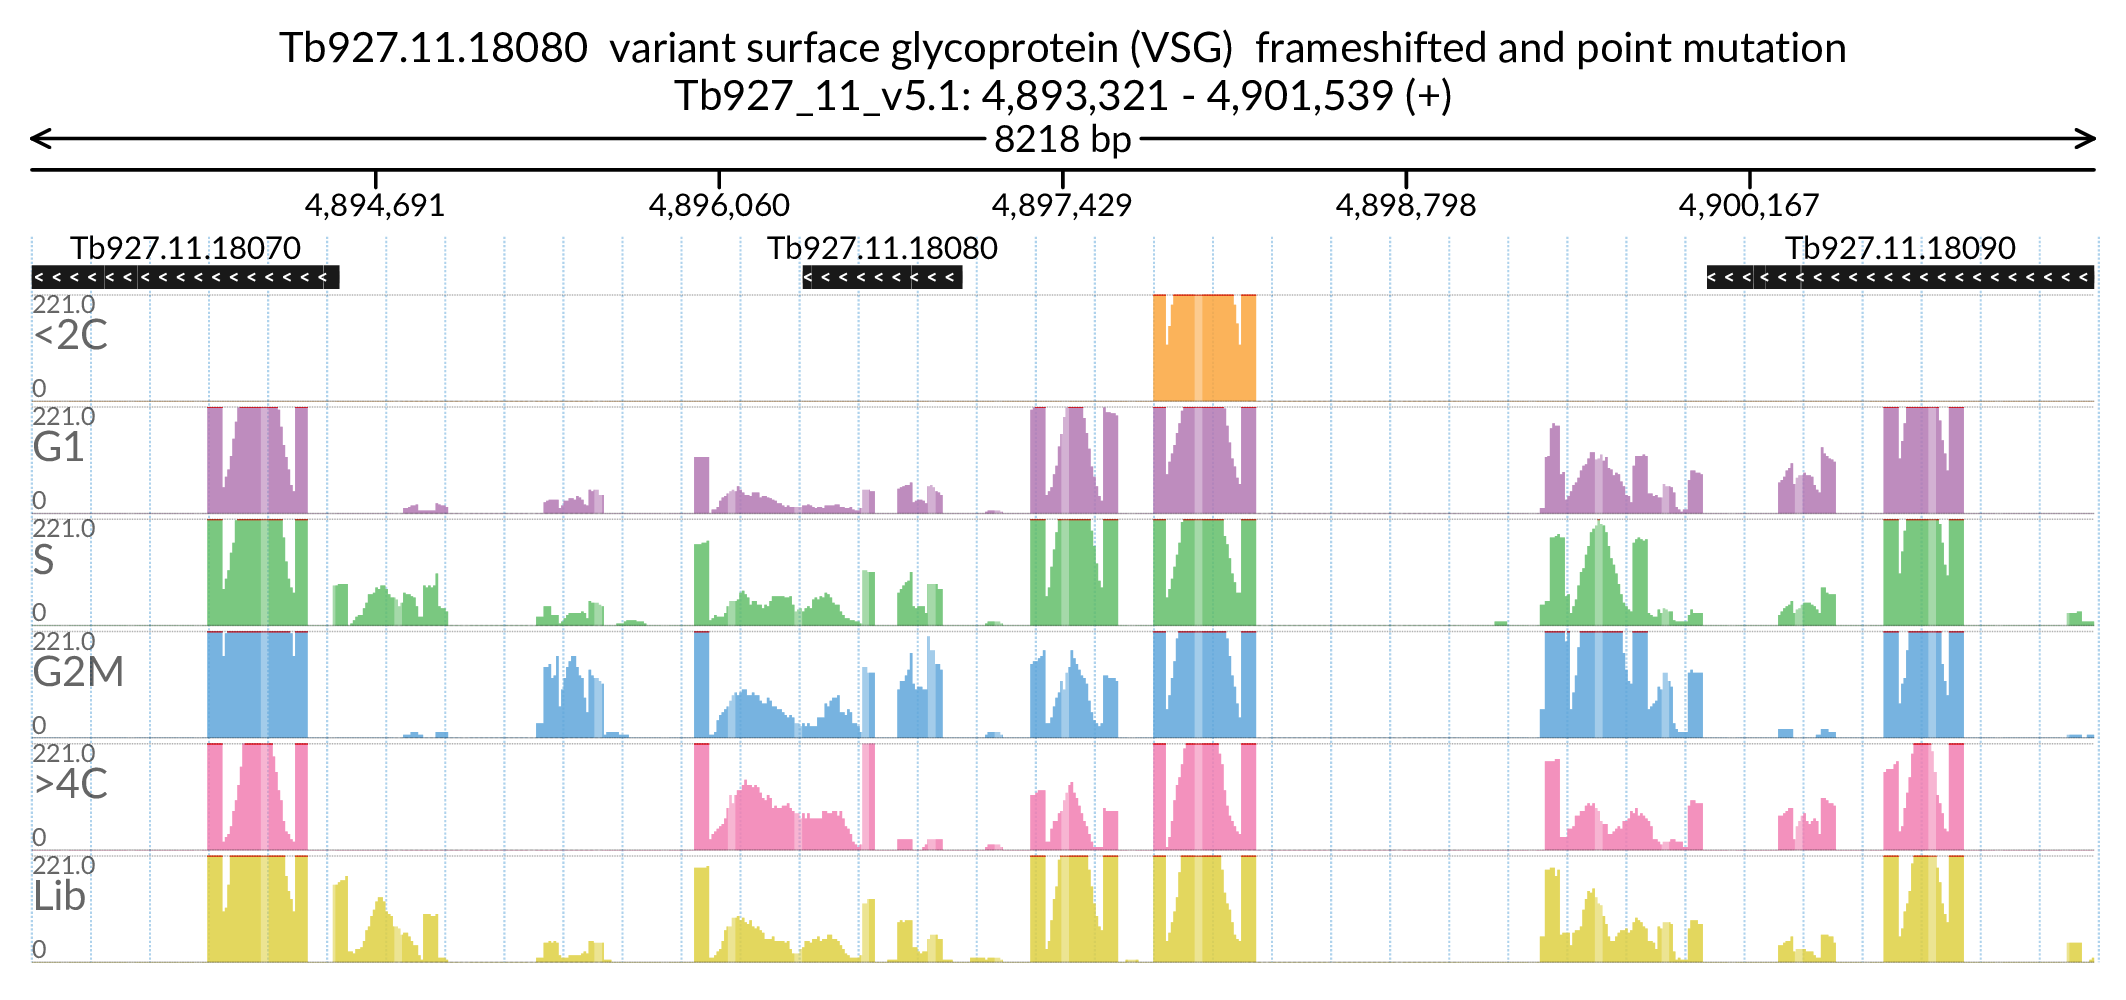 Tb927.11.18080 variant surface glycoprotein (VSG) frameshifted and point mutation
Tb927_11_v5.1: 4,893,321 - 4,901,539 (+)
8218 bp
4,894,691 4,896,060 4,897,429 4,898,798 4,900,167
Tb927.11.18070 Tb927.11.18080 Tb927.11.18090
221.0
<2C
0
221.0
G1
0
221.0
S
0
221.0
G2M
0
221.0
>4C
0
221.0
Lib
0